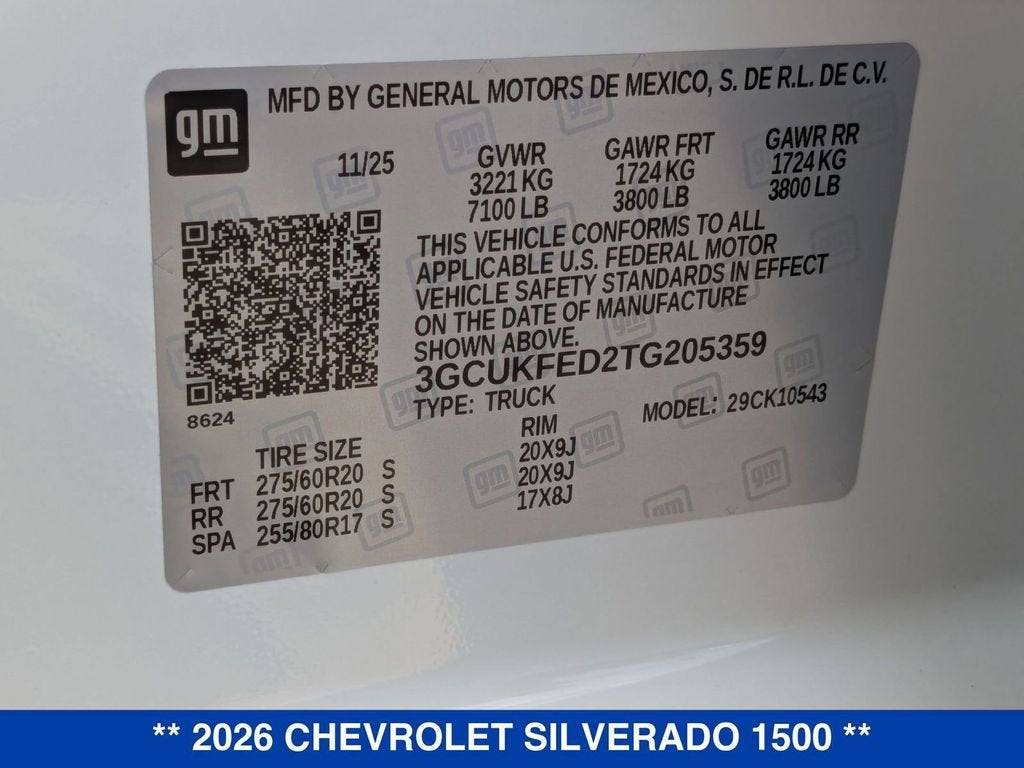 gm MFD BY GENERAL MOTORS DE MEXICO, S. DE R.L. DE C.V.
11/25 GVWR GAWR FRT GAWR RR
3221 KG 1724 KG 1724 KG
7100 LB 3800 LB 3800 LB
THIS VEHICLE CONFORMS TO ALL
APPLICABLE U.S. FEDERAL MOTOR
VEHICLE SAFETY STANDARDS IN EFFECT
ON THE DATE OF MANUFACTURE
SHOWN ABOVE.
3GCUKFED2TG205359
TYPE: TRUCK MODEL: 29CK10543
8624
TIRE SIZE RIM
FRT 275/60R20 S 20X9J
RR 275/60R20 S 20X9J
SPA 255/80R17 S 17X8J
** 2026 CHEVROLET SILVERADO 1500 **